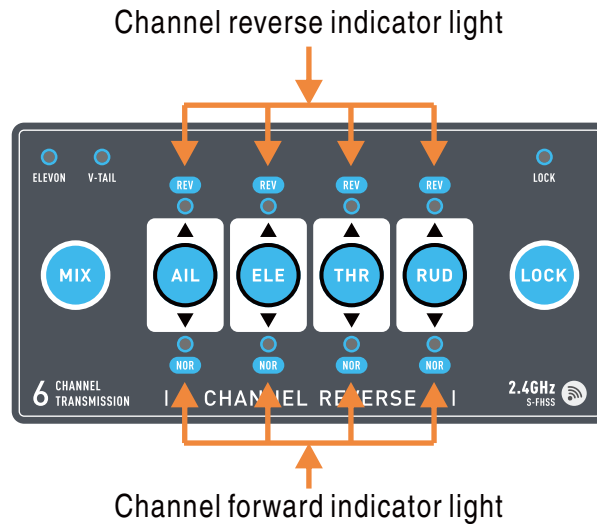 Channel reverse indicator light
ELEVON V-TAIL LOCK
REV REV REV REV
MIX AIL ELE THR RUD LOCK
NOR NOR NOR NOR
6 CHANNEL TRANSMISSION
CHANNEL REVERSE
2.4GHz
S-FHSS
Channel forward indicator light